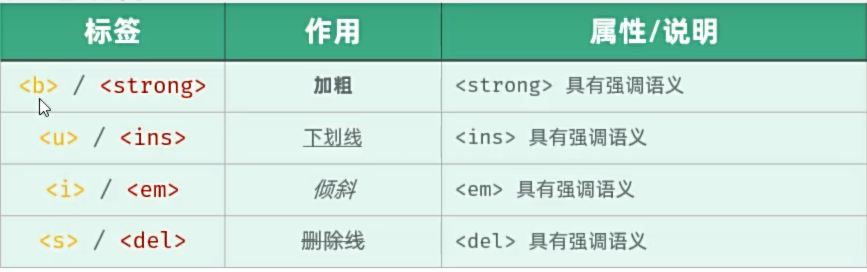 标签 作用 属性/说明
<b> / <strong> 加粗 <strong> 具有强调语义
<u> / <ins> 下划线 <ins> 具有强调语义
<i> / <em> 倾斜 <em> 具有强调语义
<s> / <del> 删除线 <del> 具有强调语义